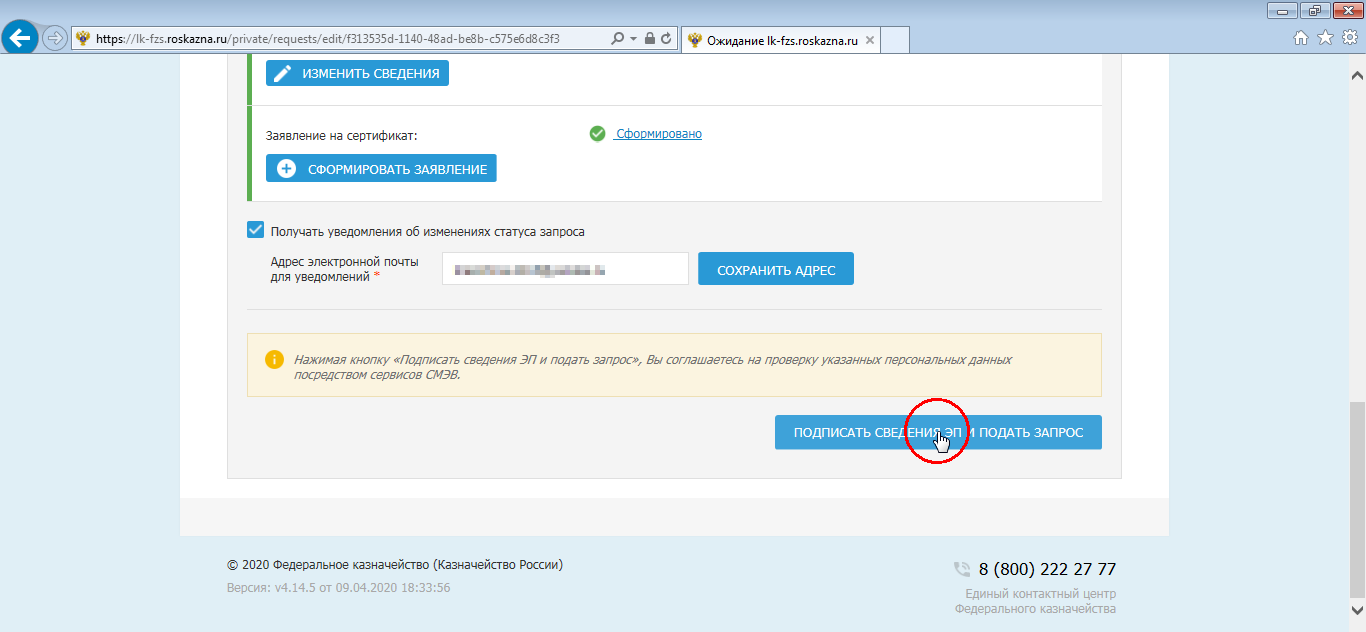 https://lk-fzs.roskazna.ru/private/requests/edit/f313535d-1140-48ad-be8b-c575e6d8c3f3
Ожидание lk-fzs.roskazna.ru
ИЗМЕНИТЬ СВЕДЕНИЯ
Заявление на сертификат:
Сформировано
СФОРМИРОВАТЬ ЗАЯВЛЕНИЕ
Получать уведомления об изменениях статуса запроса
Адрес электронной почты
для уведомлений *
СОХРАНИТЬ АДРЕС
Нажимая кнопку «Подписать сведения ЭП и подать запрос», Вы соглашаетесь на проверку указанных персональных данных
посредством сервисов СМЭВ.
ПОДПИСАТЬ СВЕДЕНИЯ ЭП И ПОДАТЬ ЗАПРОС
© 2020 Федеральное казначейство (Казначейство России)
Версия: v4.14.5 от 09.04.2020 18:33:56
8 (800) 222 27 77
Единый контактный центр
Федерального казначейства